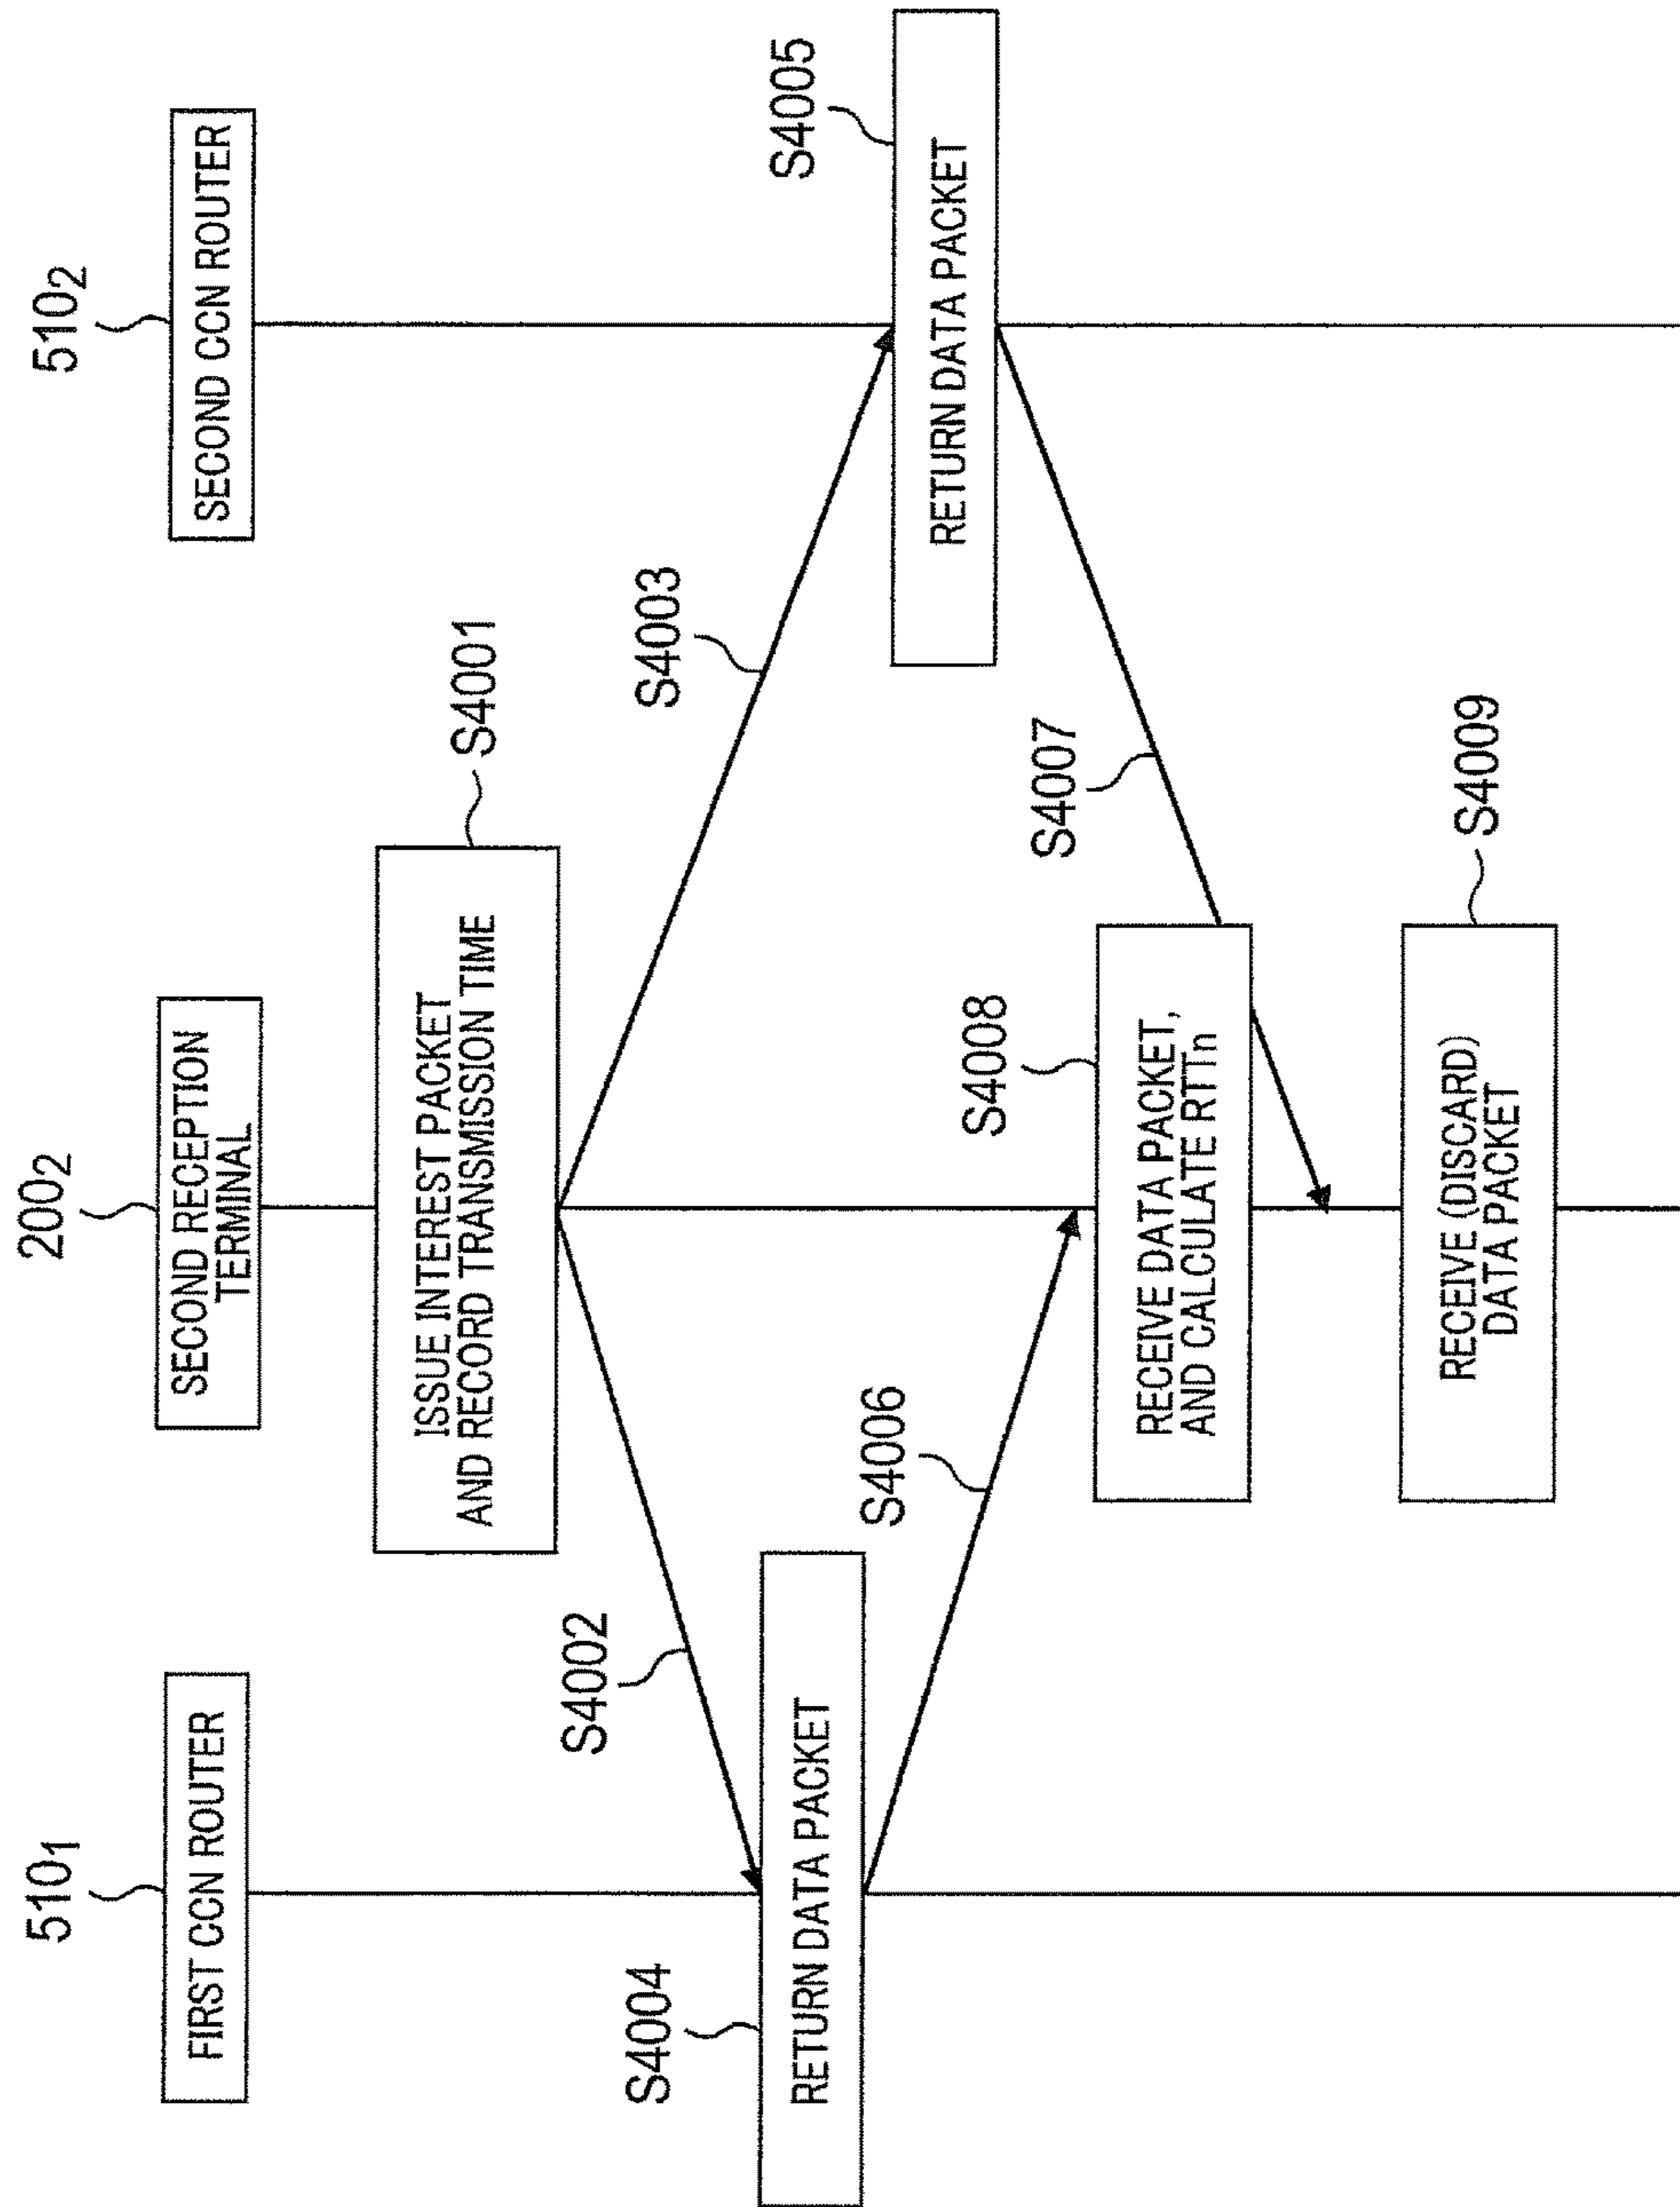 510₁
200₂
510₂
FIRST CCN ROUTER
SECOND RECEPTION
TERMINAL
SECOND CCN ROUTER
ISSUE INTEREST PACKET
AND RECORD TRANSMISSION TIME
S4001
S4002
S4003
S4004
RETURN DATA PACKET
S4005
RETURN DATA PACKET
S4006
S4007
S4008
RECEIVE DATA PACKET,
AND CALCULATE RTTn
S4009
RECEIVE (DISCARD)
DATA PACKET